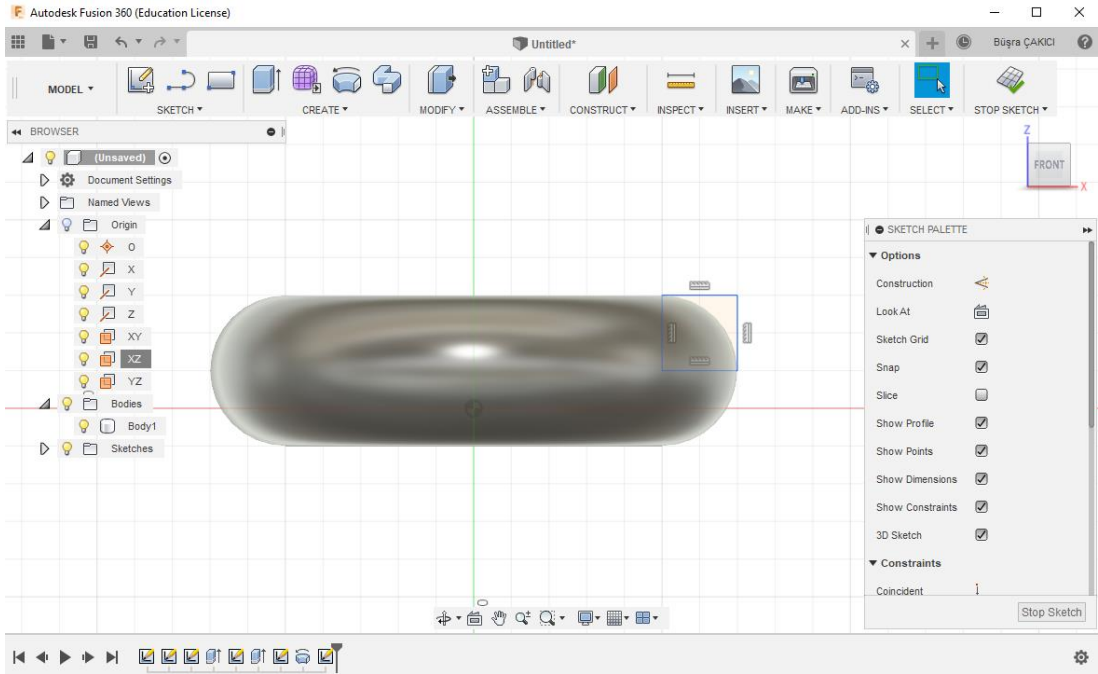 F Autodesk Fusion 360 (Education License)
Untitled*
Büşra ÇAKICI
MODEL
SKETCH
CREATE
MODIFY
ASSEMBLE
CONSTRUCT
INSPECT
INSERT
MAKE
ADD-INS
SELECT
STOP SKETCH
BROWSER
(Unsaved)
Document Settings
Named Views
Origin
O
X
Y
Z
XY
XZ
YZ
Bodies
Body1
Sketches
Z
FRONT
X
SKETCH PALETTE
Options
Construction
Look At
Sketch Grid
Snap
Slice
Show Profile
Show Points
Show Dimensions
Show Constraints
3D Sketch
Constraints
Coincident
Stop Sketch